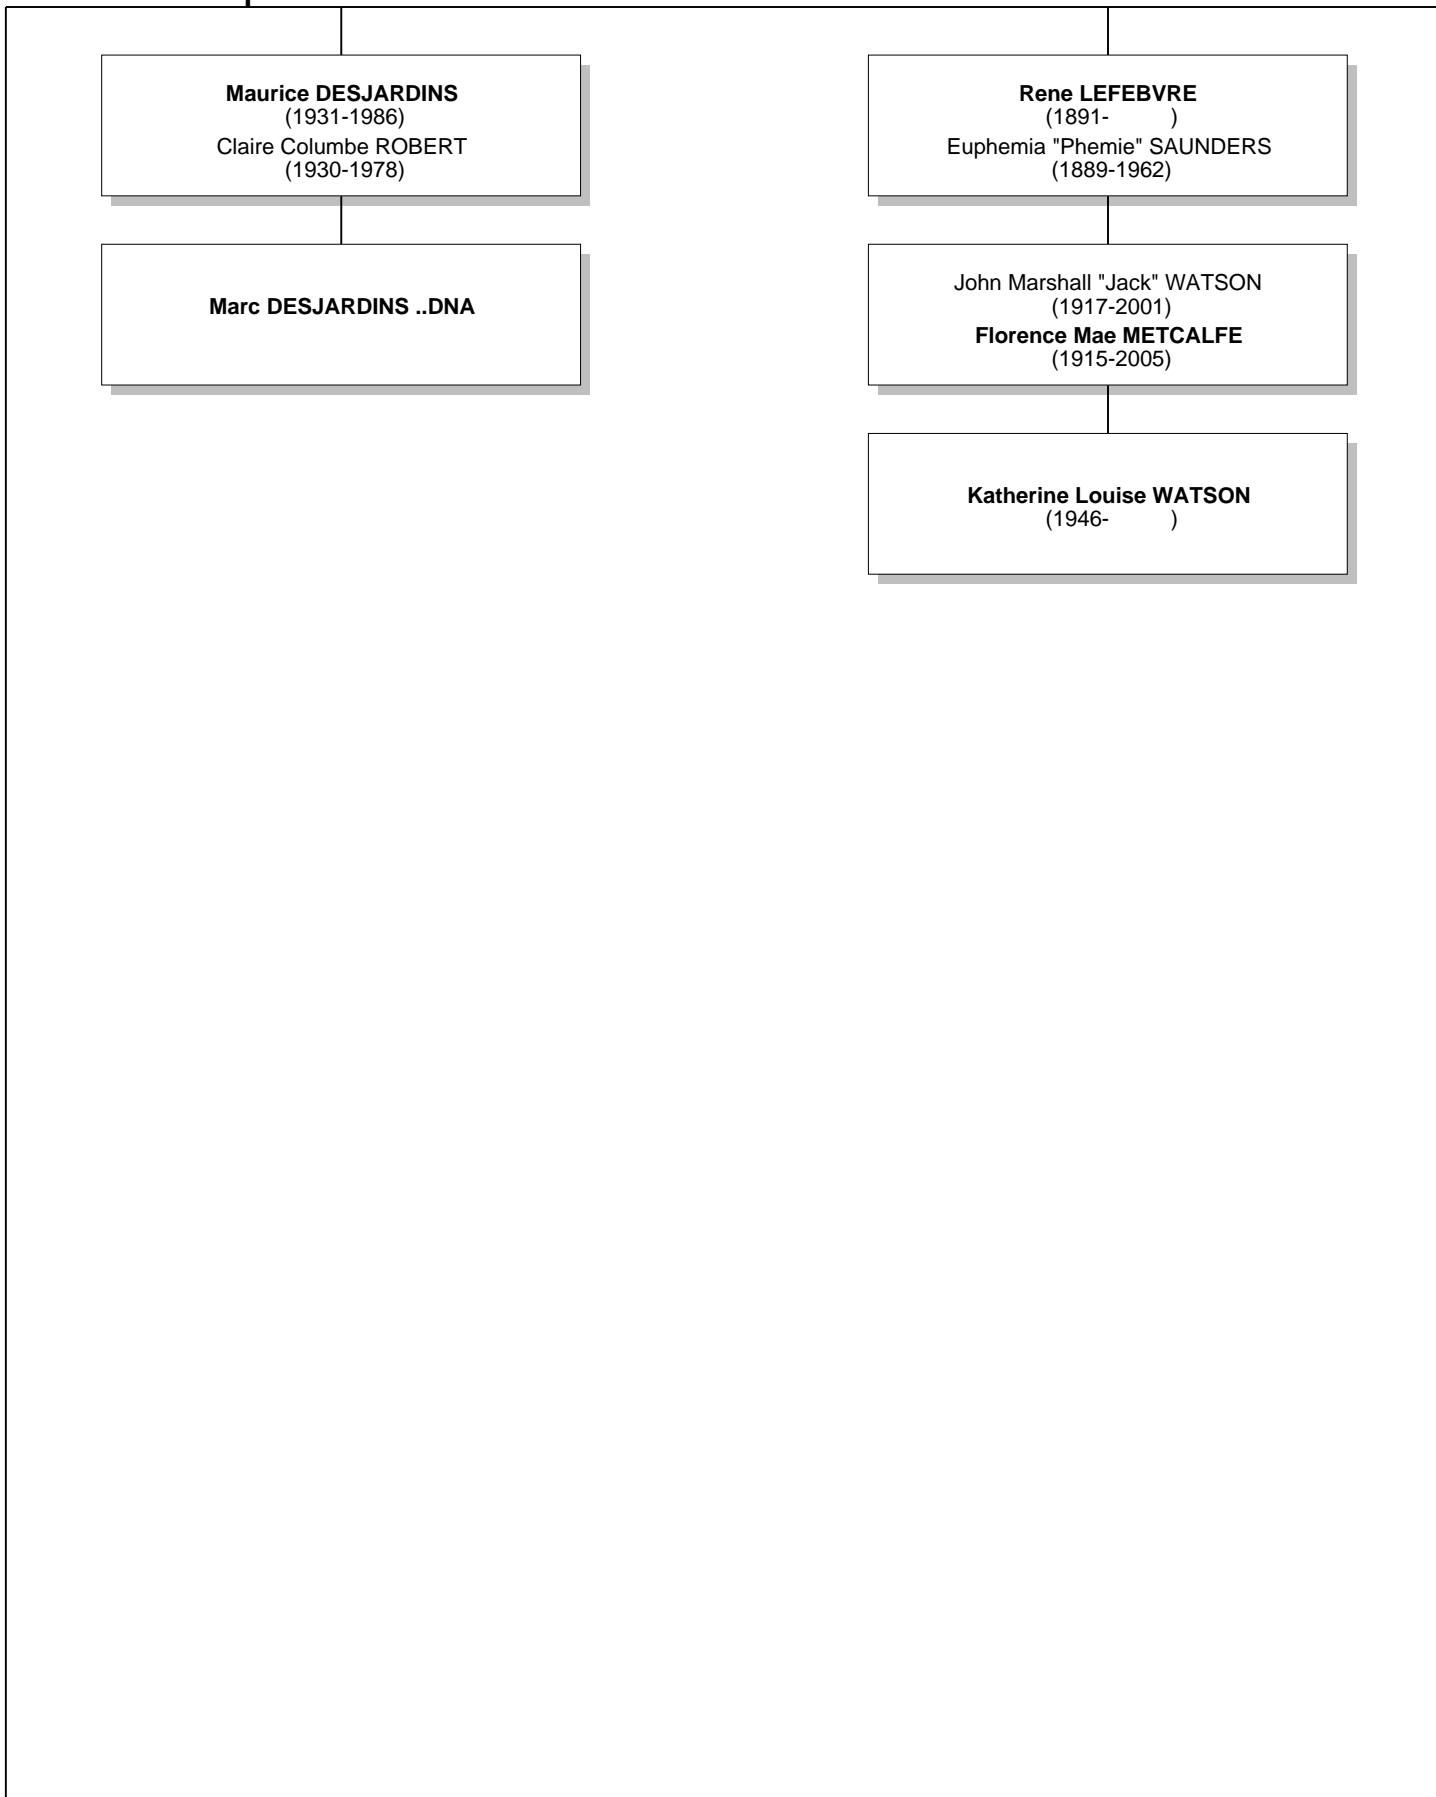 Maurice DESJARDINS
(1931-1986)
Claire Columbe ROBERT
(1930-1978)
Marc DESJARDINS ..DNA
Rene LEFEBVRE
(1891- )
Euphemia "Phemie" SAUNDERS
(1889-1962)
John Marshall "Jack" WATSON
(1917-2001)
Florence Mae METCALFE
(1915-2005)
Katherine Louise WATSON
(1946- )